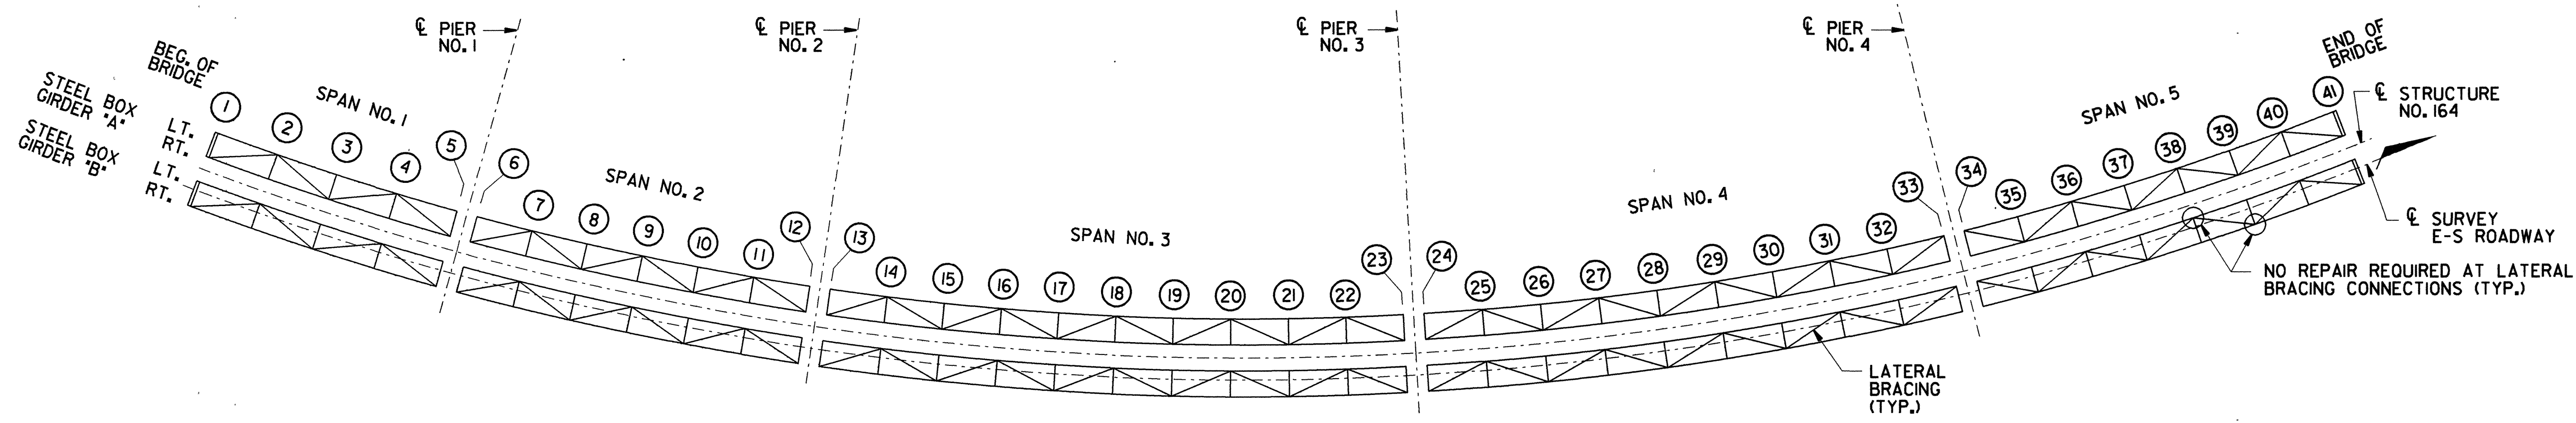 ℄ PIER
NO. 1
℄ PIER
NO. 2
℄ PIER
NO. 3
℄ PIER
NO. 4
BEG. OF
BRIDGE
END OF
BRIDGE
STEEL BOX
GIRDER "A"
STEEL BOX
GIRDER "B"
LT.
RT.
LT.
RT.
SPAN NO. 1
SPAN NO. 2
SPAN NO. 3
SPAN NO. 4
SPAN NO. 5
1
2
3
4
5
6
7
8
9
10
11
12
13
14
15
16
17
18
19
20
21
22
23
24
25
26
27
28
29
30
31
32
33
34
35
36
37
38
39
40
41
℄ STRUCTURE
NO. 164
℄ SURVEY
E-S ROADWAY
NO REPAIR REQUIRED AT LATERAL
BRACING CONNECTIONS (TYP.)
LATERAL
BRACING
(TYP.)